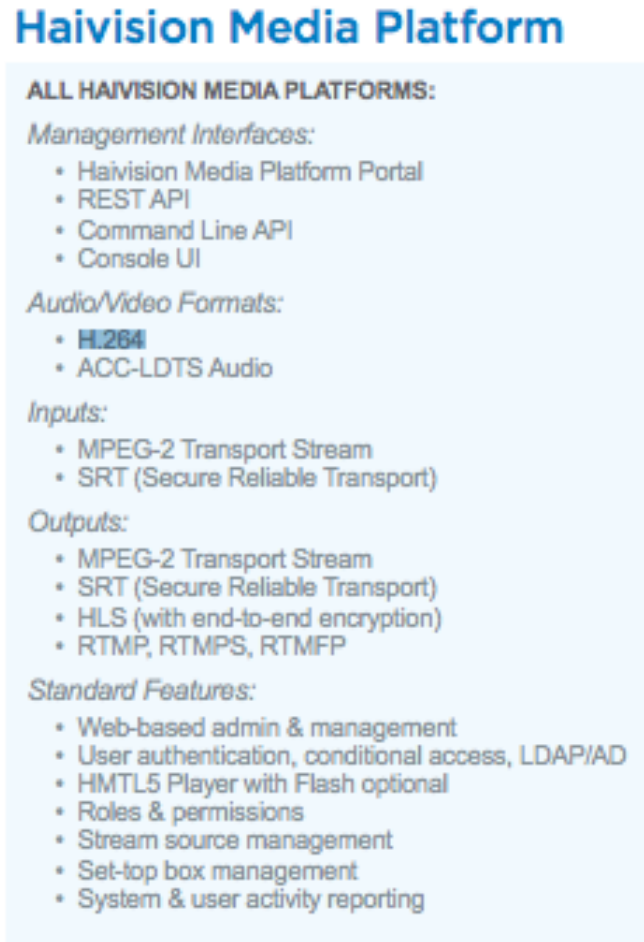 Haivision Media Platform
ALL HAIVISION MEDIA PLATFORMS:
Management Interfaces:
• Haivision Media Platform Portal
• REST API
• Command Line API
• Console UI
Audio/Video Formats:
• H.264
• ACC-LDTS Audio
Inputs:
• MPEG-2 Transport Stream
• SRT (Secure Reliable Transport)
Outputs:
• MPEG-2 Transport Stream
• SRT (Secure Reliable Transport)
• HLS (with end-to-end encryption)
• RTMP, RTMPS, RTMFP
Standard Features:
• Web-based admin & management
• User authentication, conditional access, LDAP/AD
• HMTL5 Player with Flash optional
• Roles & permissions
• Stream source management
• Set-top box management
• System & user activity reporting